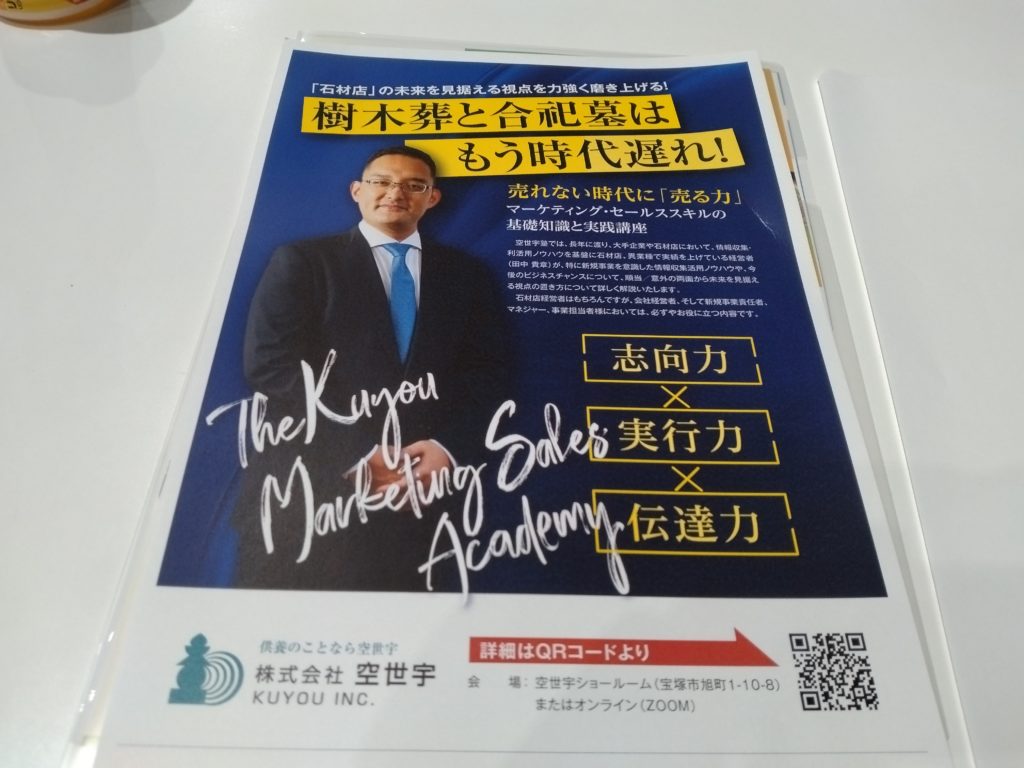 「石材店」の未来を見据える視点を力強く磨き上げる!
樹木葬と合祀墓は
もう時代遅れ!
売れない時代に「売る力」
マーケティング・セールススキルの
基礎知識と実践講座
空世宇塾では、長年に渡り、大手企業や石材店において、情報収集・
利活用ノウハウを基盤に石材店、異業種で実績を上げている経営者
(田中 貴章)が、特に新規事業を意識した情報収集活用ノウハウや、今
後のビジネスチャンスについて、順当/意外の両面から未来を見据え
る視点の置き方について詳しく解説いたします。
石材店経営者はもちろんですが、会社経営者、そして新規事業責任者、
マネジャー、事業担当者様においては、必ずやお役に立つ内容です。
志向力
×
実行力
×
伝達力
The Kuyou
Marketing Sales
Academy
供養のことなら空世宇
株式会社 空世宇
KUYOU INC.
詳細はQRコードより
会 場: 空世宇ショールーム(宝塚市旭町1-10-8)
またはオンライン(ZOOM)